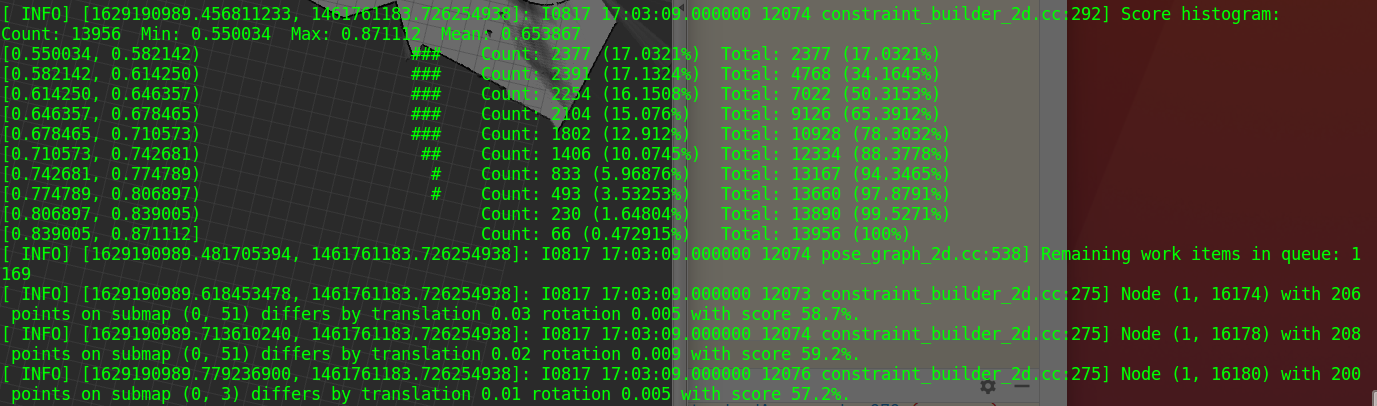 [ INFO] [1629190989.456811233, 1461761183.726254938]: I0817 17:03:09.000000 12074 constraint_builder_2d.cc:292] Score histogram:
Count: 13956  Min: 0.550034  Max: 0.871112  Mean: 0.653867
[0.550034, 0.582142)                     ###    Count: 2377 (17.0321%)  Total: 2377 (17.0321%)
[0.582142, 0.614250)                     ###    Count: 2391 (17.1324%)  Total: 4768 (34.1645%)
[0.614250, 0.646357)                     ###    Count: 2254 (16.1508%)  Total: 7022 (50.3153%)
[0.646357, 0.678465)                     ###    Count: 2104 (15.076%)   Total: 9126 (65.3912%)
[0.678465, 0.710573)                     ###    Count: 1802 (12.912%)   Total: 10928 (78.3032%)
[0.710573, 0.742681)                      ##    Count: 1406 (10.0745%)  Total: 12334 (88.3778%)
[0.742681, 0.774789)                       #    Count: 833 (5.96876%)   Total: 13167 (94.3465%)
[0.774789, 0.806897)                       #    Count: 493 (3.53253%)   Total: 13660 (97.8791%)
[0.806897, 0.839005)                            Count: 230 (1.64804%)   Total: 13890 (99.5271%)
[0.839005, 0.871112]                            Count: 66 (0.472915%)   Total: 13956 (100%)
[ INFO] [1629190989.481705394, 1461761183.726254938]: I0817 17:03:09.000000 12074 pose_graph_2d.cc:538] Remaining work items in queue: 1
169
[ INFO] [1629190989.618453478, 1461761183.726254938]: I0817 17:03:09.000000 12073 constraint_builder_2d.cc:275] Node (1, 16174) with 206
 points on submap (0, 51) differs by translation 0.03 rotation 0.005 with score 58.7%.
[ INFO] [1629190989.713610240, 1461761183.726254938]: I0817 17:03:09.000000 12074 constraint_builder_2d.cc:275] Node (1, 16178) with 208
 points on submap (0, 51) differs by translation 0.02 rotation 0.009 with score 59.2%.
[ INFO] [1629190989.779236900, 1461761183.726254938]: I0817 17:03:09.000000 12076 constraint_builder_2d.cc:275] Node (1, 16180) with 200
 points on submap (0, 3) differs by translation 0.01 rotation 0.005 with score 57.2%.